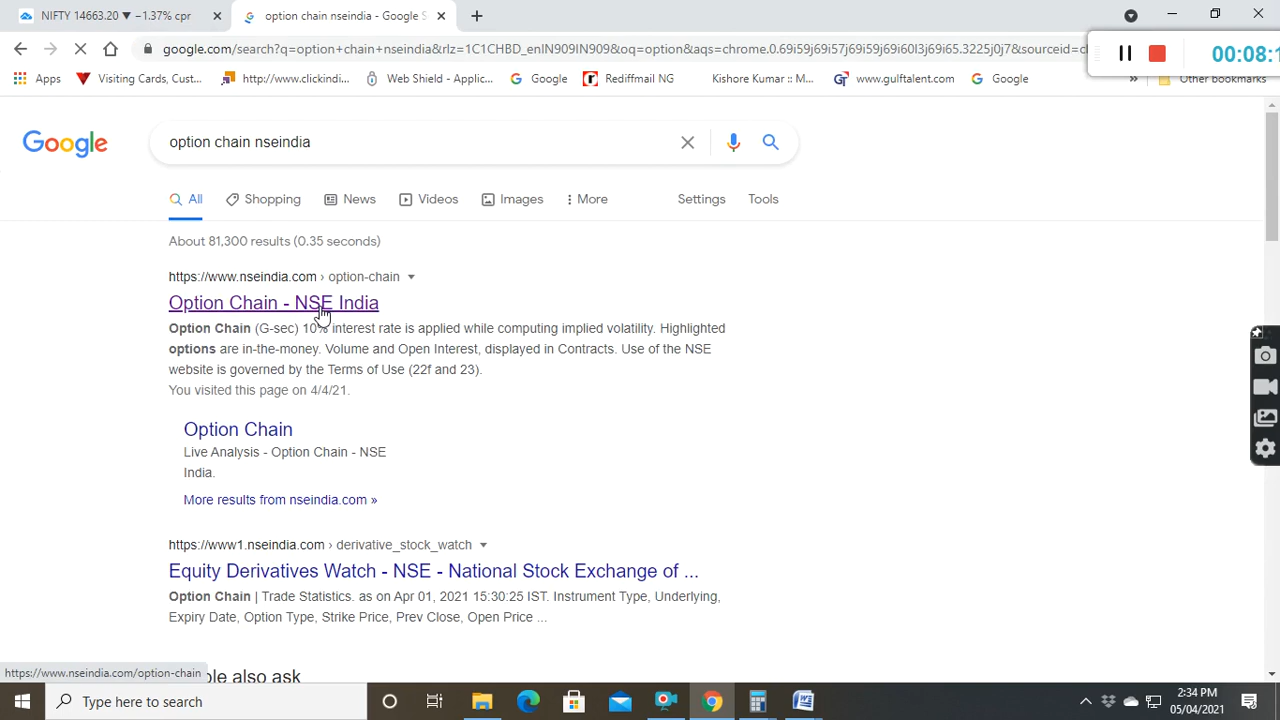 NIFTY 14663.20 ▼ −1.37% cpr
option chain nseindia - Google S
google.com/search?q=option+chain+nseindia&rlz=1C1CHBD_enIN909IN909&oq=option&aqs=chrome.0.69i59j69i57j69i59j69i60l3j69i65.3225j0j7&sourceid=c
00:08:1
Apps
Visiting Cards, Cust...
http://www.clickindi...
Web Shield - Applic...
Google
Rediffmail NG
Kishore Kumar :: M...
www.gulftalent.com
Google
»
Other bookmarks
Google
option chain nseindia
All
Shopping
News
Videos
Images
More
Settings
Tools
About 81,300 results (0.35 seconds)
https://www.nseindia.com › option-chain
Option Chain - NSE India
Option Chain (G-sec) 10% interest rate is applied while computing implied volatility. Highlighted
options are in-the-money. Volume and Open Interest, displayed in Contracts. Use of the NSE
website is governed by the Terms of Use (22f and 23).
You visited this page on 4/4/21.
Option Chain
Live Analysis - Option Chain - NSE
India.
More results from nseindia.com »
https://www1.nseindia.com › derivative_stock_watch
Equity Derivatives Watch - NSE - National Stock Exchange of ...
Option Chain | Trade Statistics. as on Apr 01, 2021 15:30:25 IST. Instrument Type, Underlying,
Expiry Date, Option Type, Strike Price, Prev Close, Open Price ...
https://www.nseindia.com/option-chain
ple also ask
Type here to search
2:34 PM
05/04/2021